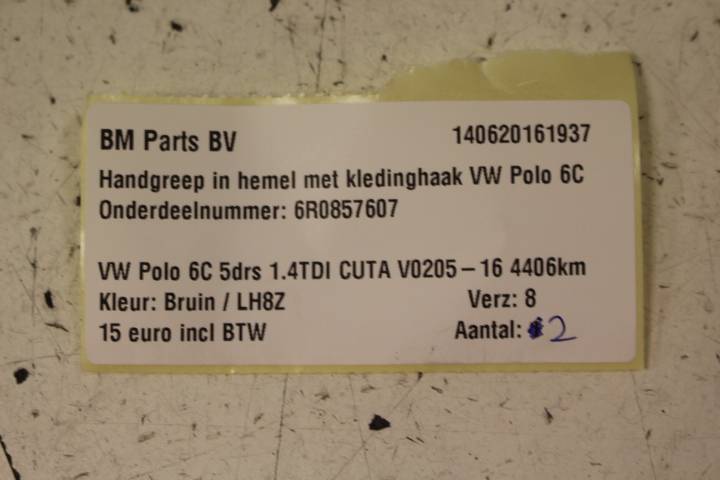 BM Parts BV 140620161937
Handgreep in hemel met kledinghaak VW Polo 6C
Onderdeelnummer: 6R0857607
VW Polo 6C 5drs 1.4TDI CUTA V0205-16 4406km
Kleur: Bruin / LH8Z Verz: 8
15 euro incl BTW Aantal: 2